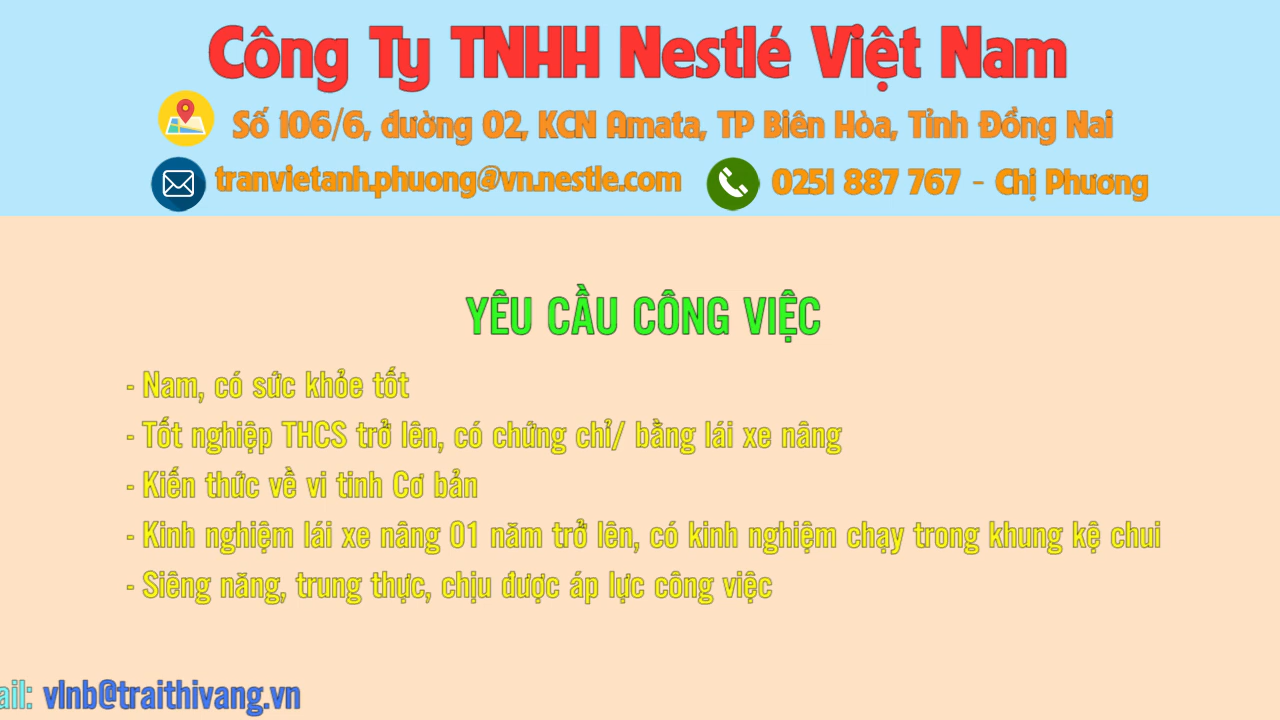 Công Ty TNHH Nestlé Việt Nam
Số 106/6, đường 02, KCN Amata, TP Biên Hòa, Tỉnh Đồng Nai
tranvietanh.phuong@vn.nestle.com
0251 887 767 - Chị Phương
YÊU CẦU CÔNG VIỆC
- Nam, có sức khỏe tốt
- Tốt nghiệp THCS trở lên, có chứng chỉ/ bằng lái xe nâng
- Kiến thức về vi tinh Cơ bản
- Kinh nghiệm lái xe nâng 01 năm trở lên, có kinh nghiệm chạy trong khung kệ chui
- Siêng năng, trung thực, chịu được áp lực công việc
ail: vlnb@traithivang.vn